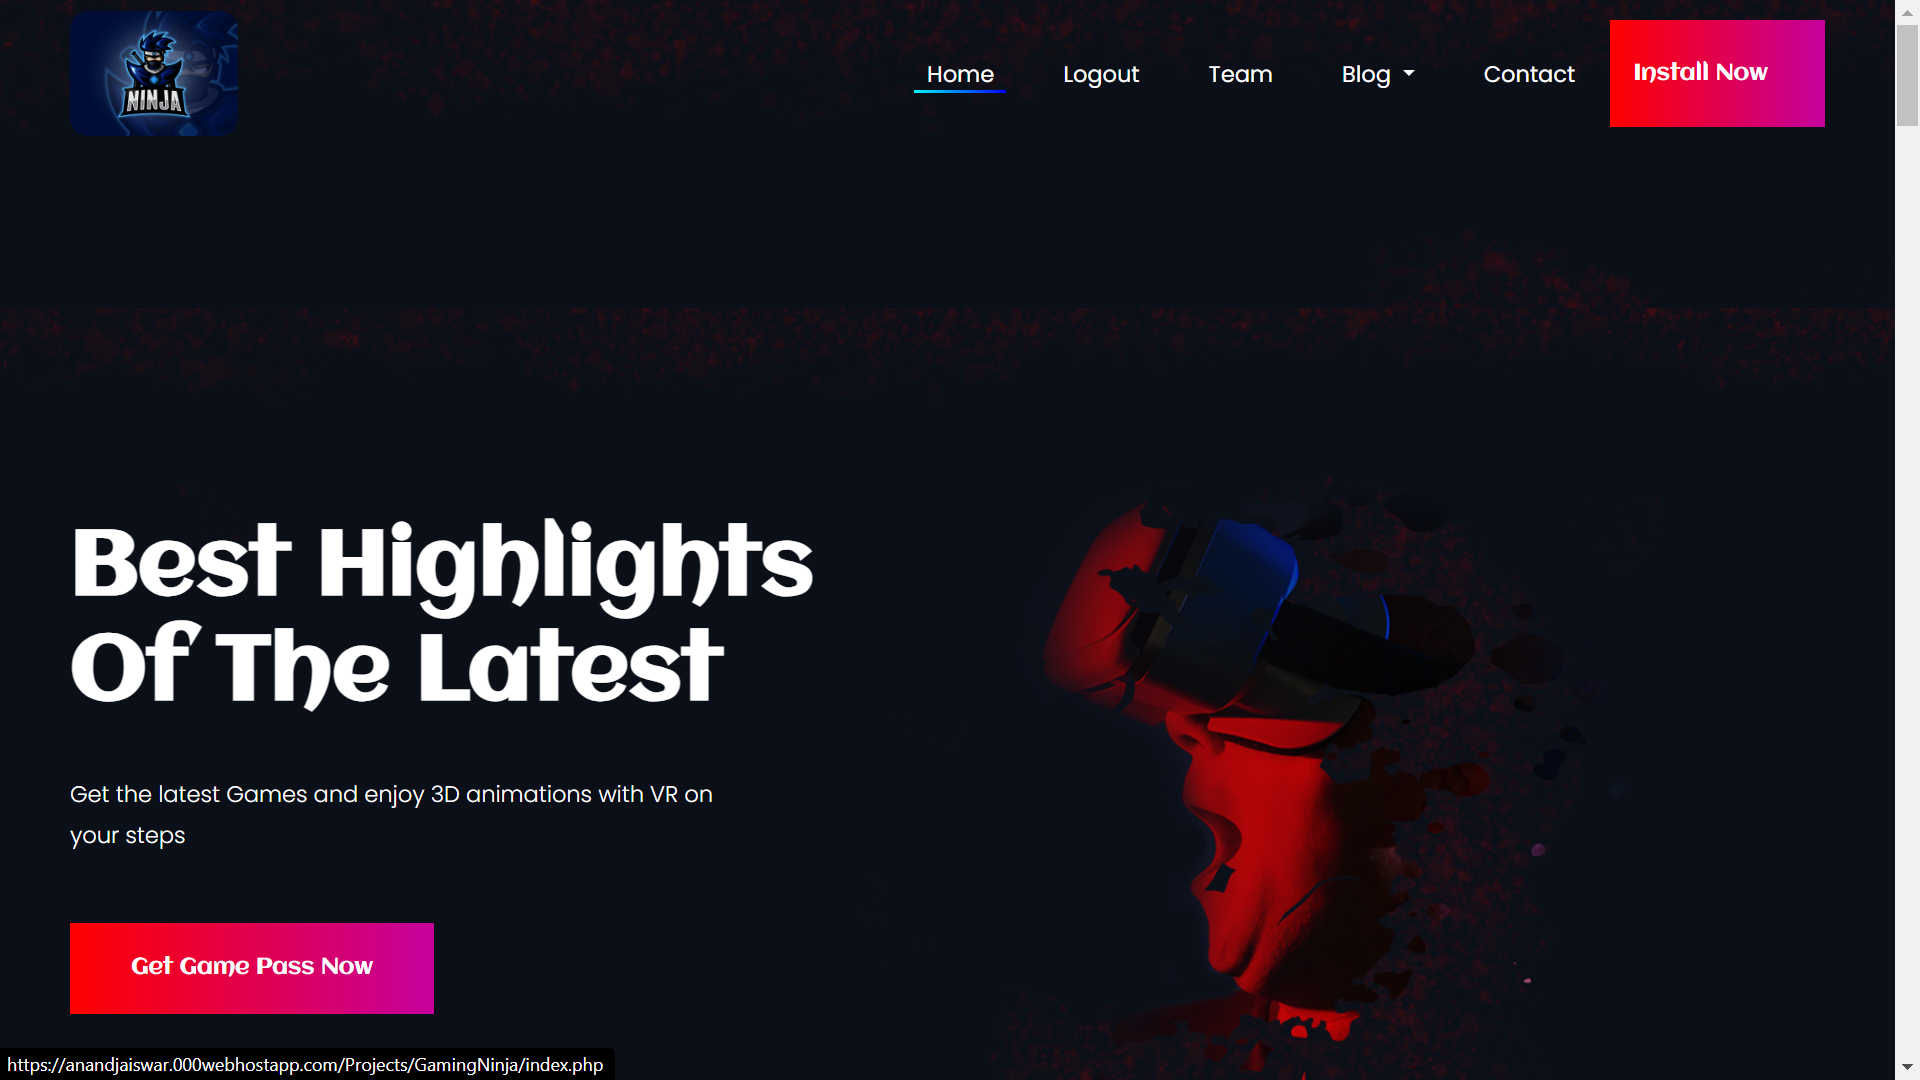 NINJA
Home
Logout
Team
Blog
Contact
Install Now
Best Highlights
Of The Latest
Get the latest Games and enjoy 3D animations with VR on
your steps
Get Game Pass Now
https://anandjaiswar.000webhostapp.com/Projects/GamingNinja/index.php